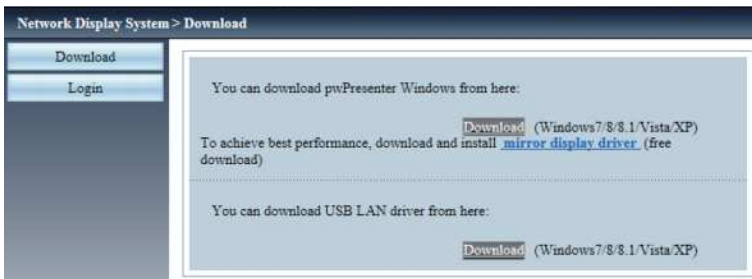 Network Display System > Download
Download
Login
You can download pwPresenter Windows from here:
Download (Windows7/8/8.1/Vista/XP)
To achieve best performance, download and install mirror display driver (free
download)
You can download USB LAN driver from here:
Download (Windows7/8/8.1/Vista/XP)